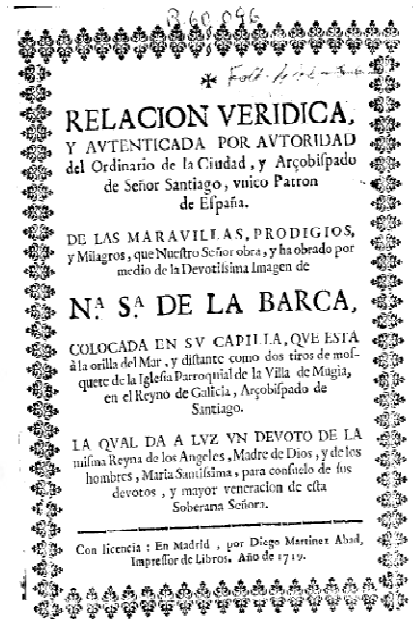 360.096
RELACION VERIDICA,
Y AVTENTICADA POR AVTORIDAD
del Ordinario de la Ciudad, y Arçobiſpado
de Señor Santiago, vnico Patron
de Eſpaña.
DE LAS MARAVILLAS, PRODIGIOS,
y Milagros, que Nueſtro Señor obra, y ha obrado por
medio de la Devotiſſima Imagen de
Nª. Sª. DE LA BARCA,
COLOCADA EN SV CAPILLA, QVE ESTA
à la orilla del Mar, y diſtante como dos tiros de moſ-
quete de la Igleſia Parroquial de la Villa de Mugia,
en el Reyno de Galicia, Arçobiſpado de
Santiago.
LA QVAL DA A LVZ VN DEVOTO DE LA
miſma Reyna de los Angeles, Madre de Dios, y de los
hombres, Maria Santiſſima, para conſuelo de ſus
devotos, y mayor veneracion de eſta
Soberana Señora.
Con licencia: En Madrid, por Diego Martinez Abad,
Impreſſor de Libros. Año de 1719.